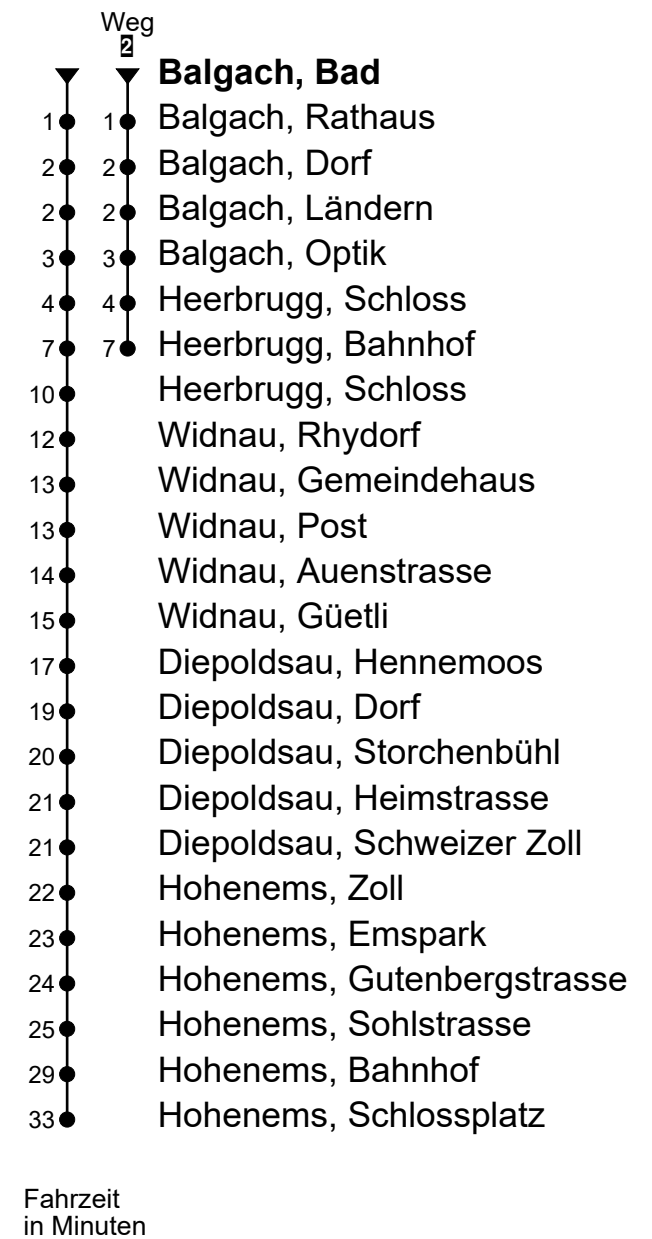 Weg
2
Balgach, Bad
1 1 Balgach, Rathaus
2 2 Balgach, Dorf
2 2 Balgach, Ländern
3 3 Balgach, Optik
4 4 Heerbrugg, Schloss
7 7 Heerbrugg, Bahnhof
10 Heerbrugg, Schloss
12 Widnau, Rhydorf
13 Widnau, Gemeindehaus
13 Widnau, Post
14 Widnau, Auenstrasse
15 Widnau, Güetli
17 Diepoldsau, Hennemoos
19 Diepoldsau, Dorf
20 Diepoldsau, Storchenbühl
21 Diepoldsau, Heimstrasse
21 Diepoldsau, Schweizer Zoll
22 Hohenems, Zoll
23 Hohenems, Emspark
24 Hohenems, Gutenbergstrasse
25 Hohenems, Sohlstrasse
29 Hohenems, Bahnhof
33 Hohenems, Schlossplatz
Fahrzeit
in Minuten